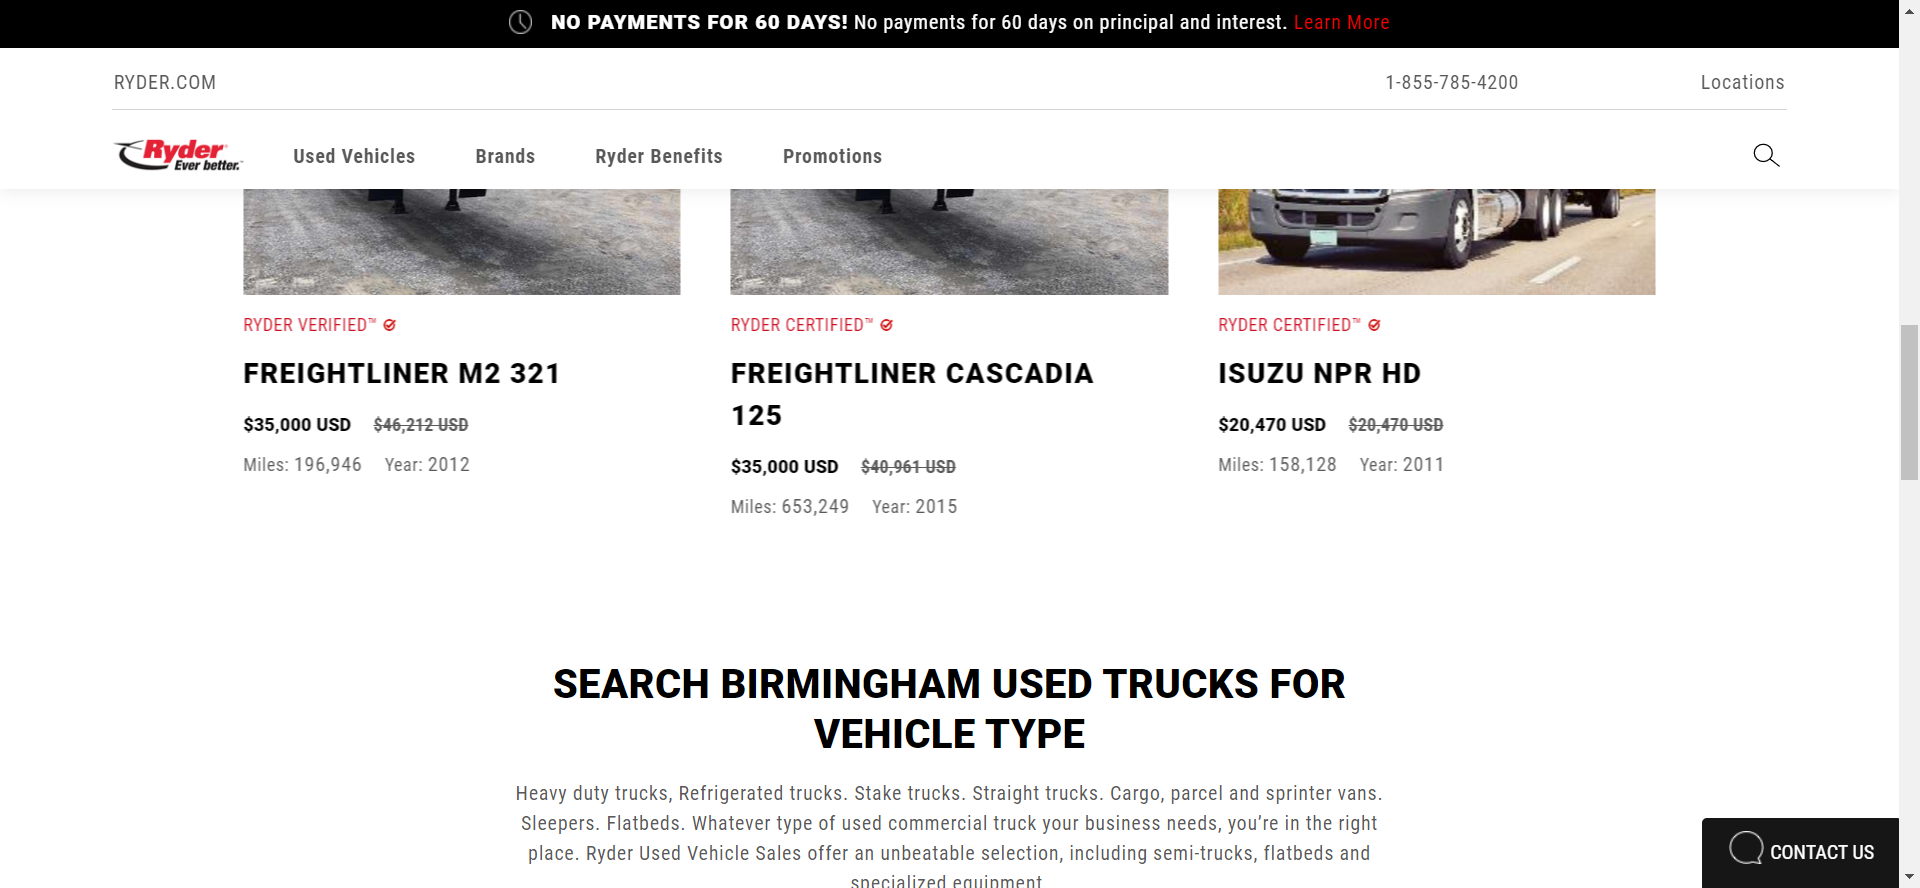 NO PAYMENTS FOR 60 DAYS! No payments for 60 days on principal and interest. Learn More
RYDER.COM
1-855-785-4200
Locations
Ryder
Ever better.™
Used Vehicles
Brands
Ryder Benefits
Promotions
RYDER VERIFIED™
FREIGHTLINER M2 321
$35,000 USD $46,212 USD
Miles: 196,946 Year: 2012
RYDER CERTIFIED™
FREIGHTLINER CASCADIA
125
$35,000 USD $40,961 USD
Miles: 653,249 Year: 2015
RYDER CERTIFIED™
ISUZU NPR HD
$20,470 USD $20,470 USD
Miles: 158,128 Year: 2011
SEARCH BIRMINGHAM USED TRUCKS FOR
VEHICLE TYPE
Heavy duty trucks, Refrigerated trucks. Stake trucks. Straight trucks. Cargo, parcel and sprinter vans.
Sleepers. Flatbeds. Whatever type of used commercial truck your business needs, you’re in the right
place. Ryder Used Vehicle Sales offer an unbeatable selection, including semi-trucks, flatbeds and
specialized equipment.
CONTACT US